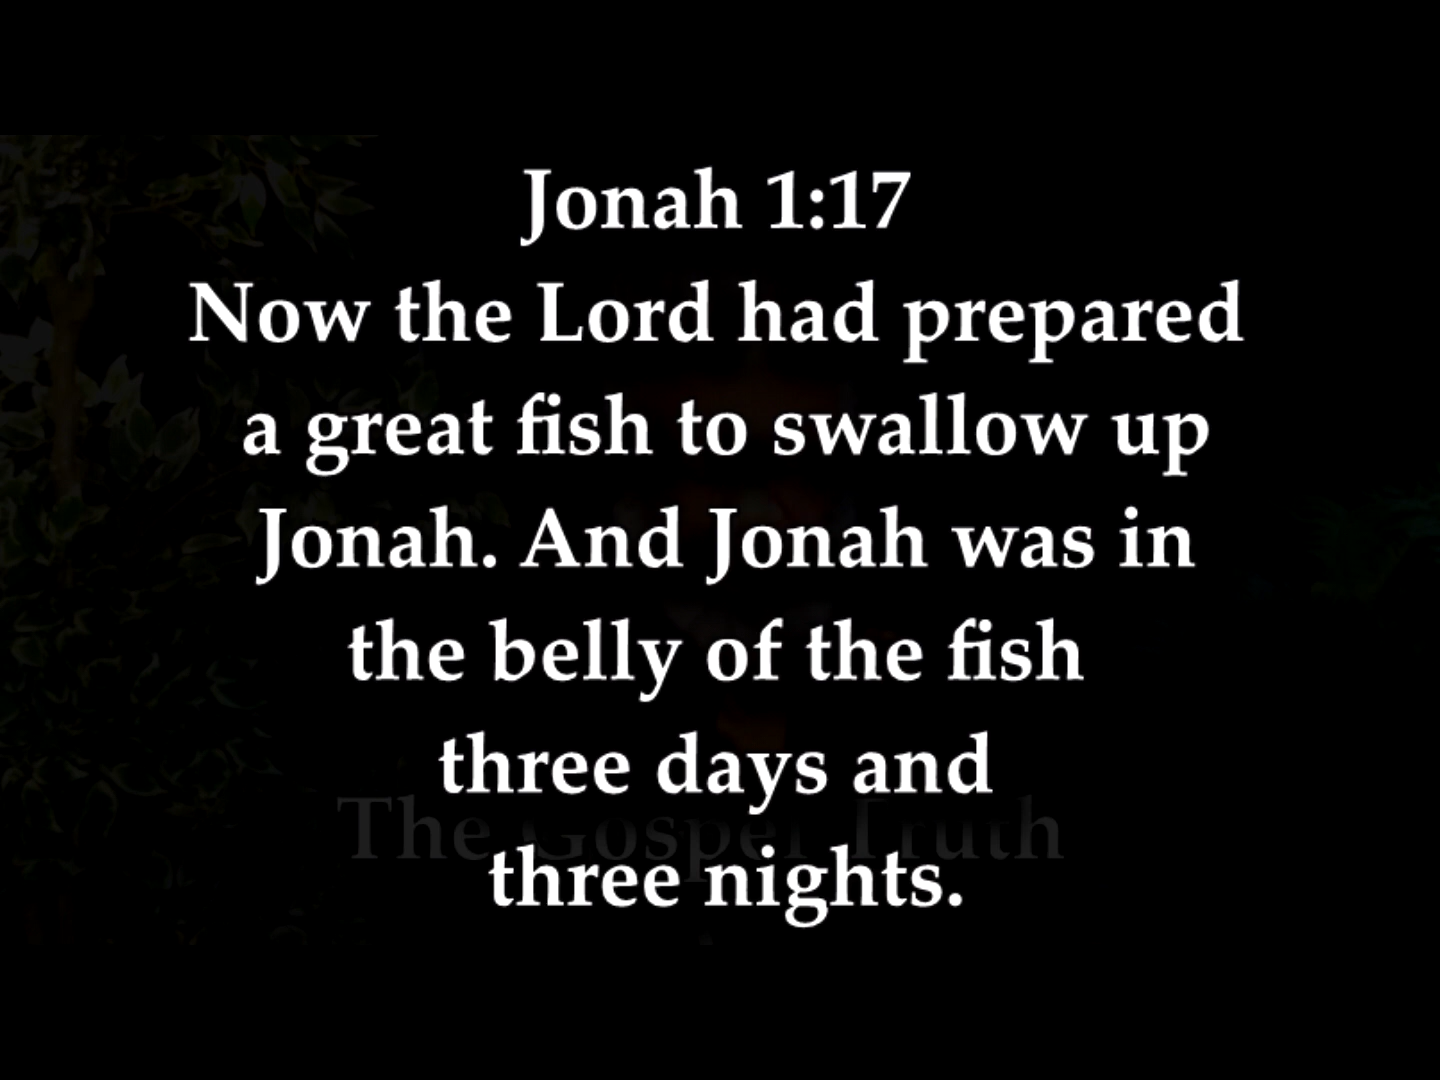 Jonah 1:17
Now the Lord had prepared
a great fish to swallow up
Jonah. And Jonah was in
the belly of the fish
three days and
The Gospel Truth
three nights.